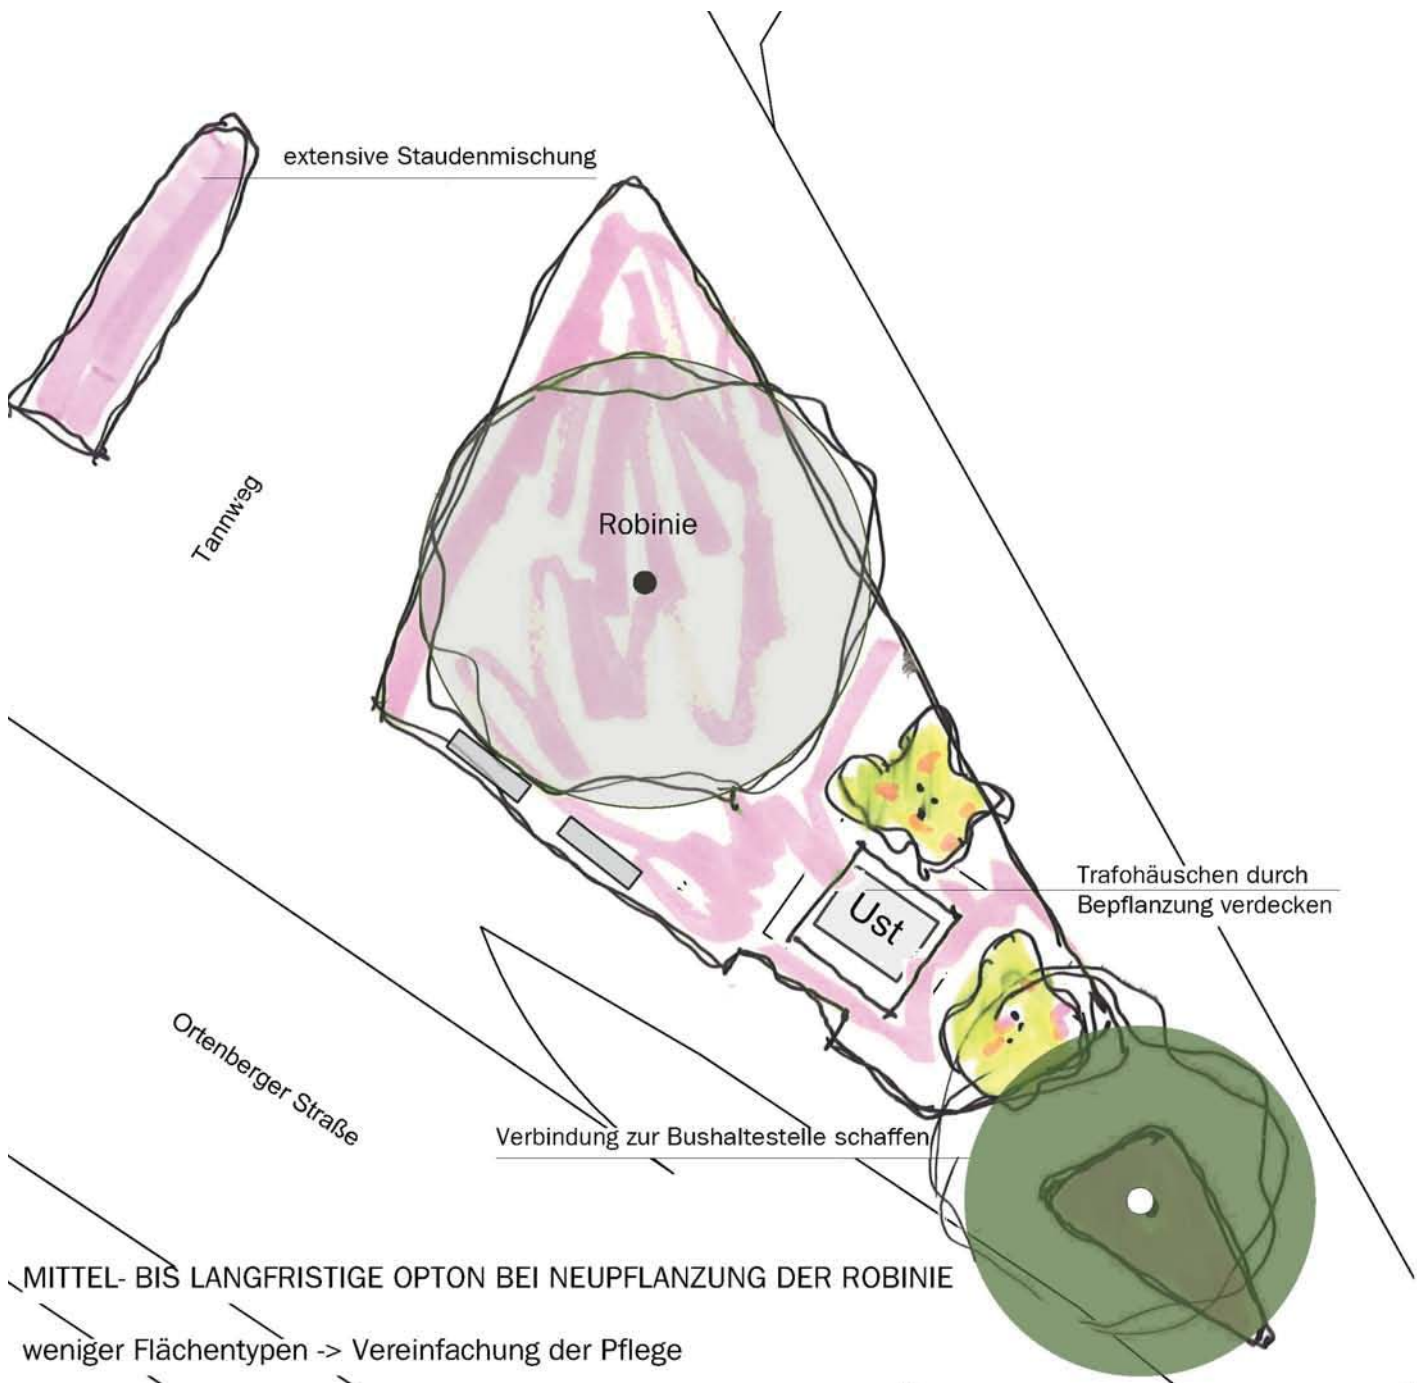 extensive Staudenmischung
Tannweg
Robinie
Trafohäuschen durch
Bepflanzung verdecken
Ust
Ortenberger Straße
Verbindung zur Bushaltestelle schaffen
MITTEL- BIS LANGFRISTIGE OPTON BEI NEUPFLANZUNG DER ROBINIE
weniger Flächentypen -> Vereinfachung der Pflege